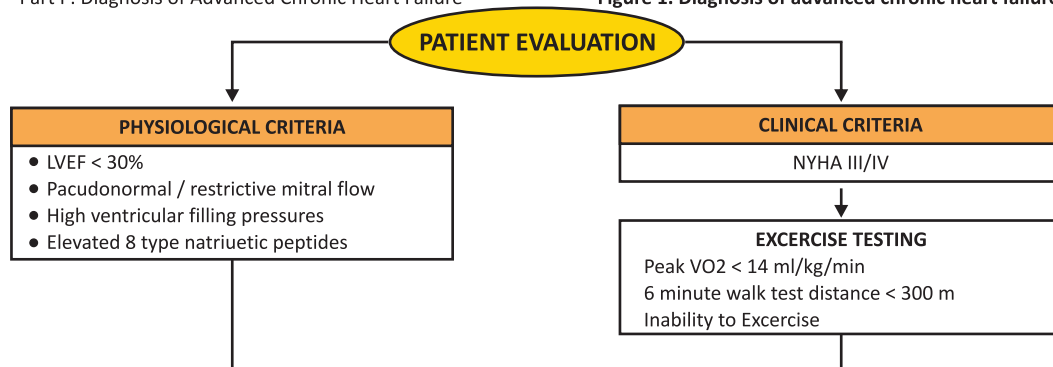 Part I : Diagnosis of Advanced Chronic Heart Failure
Figure 1: Diagnosis of advanced chronic heart failure
PATIENT EVALUATION
PHYSIOLOGICAL CRITERIA
● LVEF < 30%
● Pacudonormal / restrictive mitral flow
● High ventricular filling pressures
● Elevated 8 type natriuetic peptides
CLINICAL CRITERIA
NYHA III/IV
EXCERCISE TESTING
Peak VO2 < 14 ml/kg/min
6 minute walk test distance < 300 m
Inability to Excercise